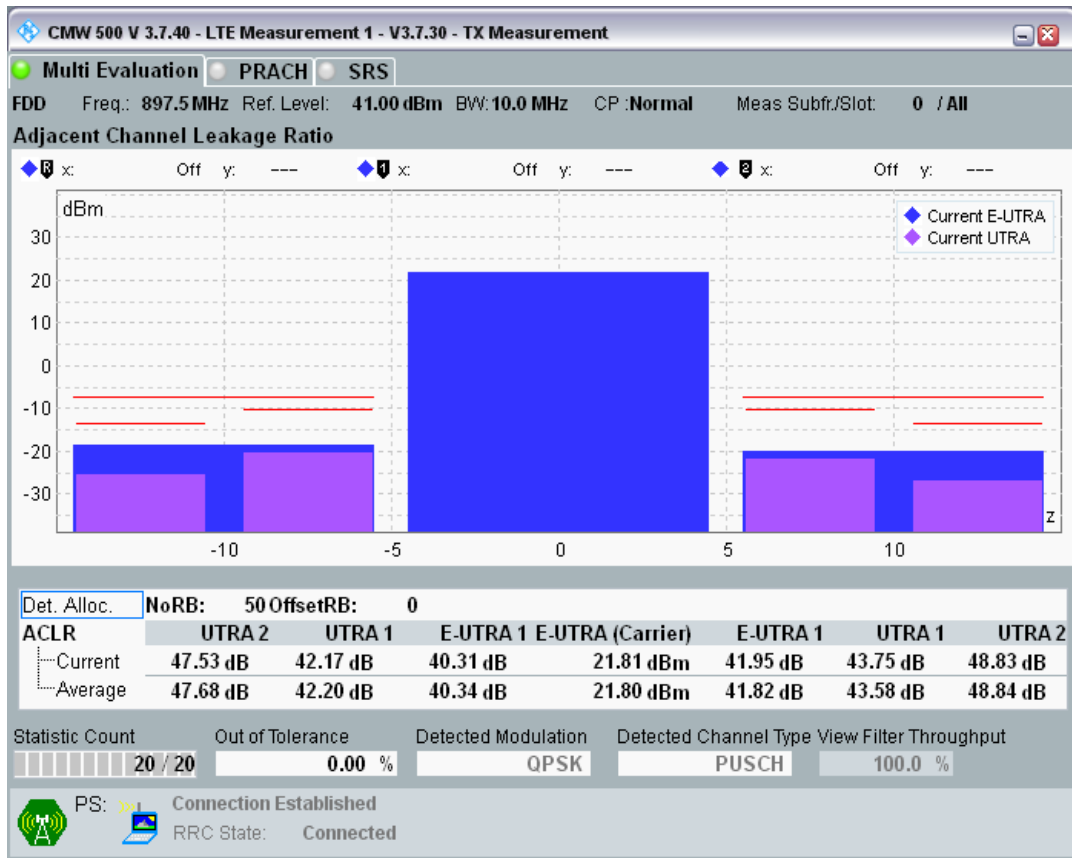 CMW 500 V 3.7.40 - LTE Measurement 1 - V3.7.30 - TX Measurement
Multi Evaluation PRACH SRS
FDD Freq.: 897.5 MHz Ref. Level: 41.00 dBm BW: 10.0 MHz CP :Normal Meas Subfr./Slot: 0 / All
Adjacent Channel Leakage Ratio
R x: Off y: --- 1 x: Off y: --- 2 x: Off y: ---
dBm
Current E-UTRA
Current UTRA
30
20
10
0
-10
-20
-30
z
-10 -5 0 5 10
Det. Alloc. NoRB: 50 OffsetRB: 0
ACLR UTRA 2 UTRA 1 E-UTRA 1 E-UTRA (Carrier) E-UTRA 1 UTRA 1 UTRA 2
Current 47.53 dB 42.17 dB 40.31 dB 21.81 dBm 41.95 dB 43.75 dB 48.83 dB
Average 47.68 dB 42.20 dB 40.34 dB 21.80 dBm 41.82 dB 43.58 dB 48.84 dB
Statistic Count Out of Tolerance Detected Modulation Detected Channel Type View Filter Throughput
20 / 20 0.00 % QPSK PUSCH 100.0 %
PS: Connection Established
RRC State: Connected